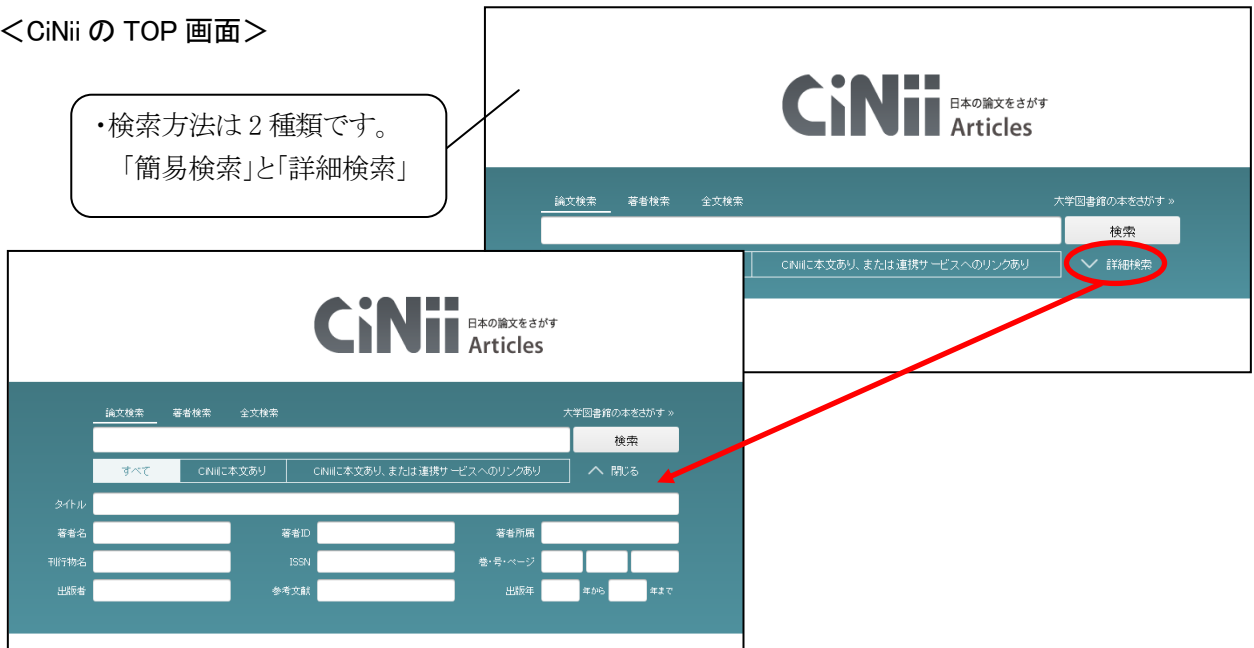 ＜CiNii の TOP 画面＞
・検索方法は２種類です。
「簡易検索」と「詳細検索」
CiNii 日本の論文をさがす
Articles
論文検索 著者検索 全文検索 大学図書館の本をさがす »
検索
CiNiiに本文あり、または連携サービスへのリンクあり 詳細検索
CiNii 日本の論文をさがす
Articles
論文検索 著者検索 全文検索 大学図書館の本をさがす »
検索
すべて CiNiiに本文あり CiNiiに本文あり、または連携サービスへのリンクあり 閉じる
タイトル
著者名 著者ID 著者所属
刊行物名 ISSN 巻・号・ページ
出版者 参考文献 出版年 年から 年まで